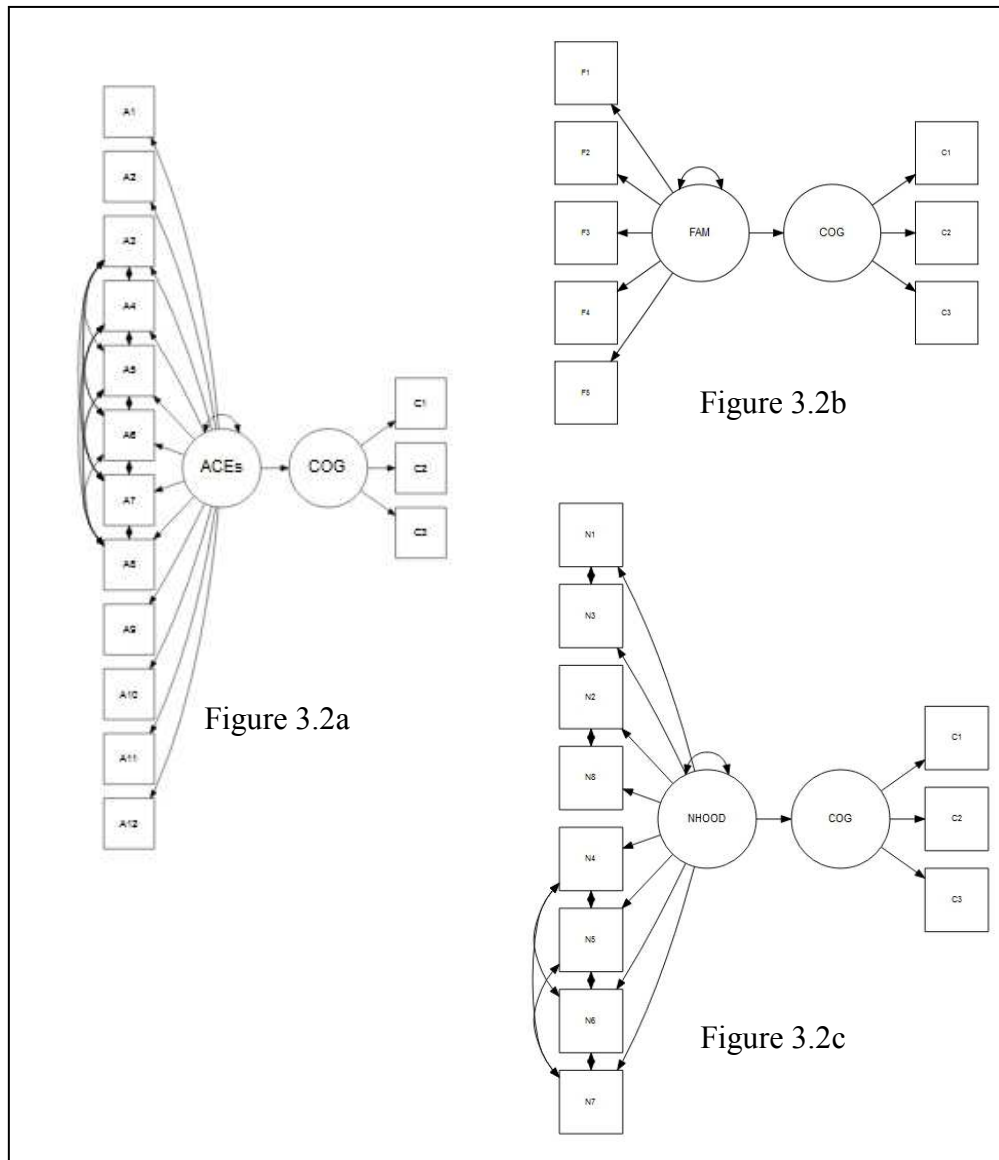 A1
A2
A3
A4
A5
A6
A7
A8
A9
A10
A11
A12
ACEs
COG
C1
C2
C3
Figure 3.2a
F1
F2
F3
F4
F5
FAM
COG
C1
C2
C3
Figure 3.2b
N1
N3
N2
N8
N4
N5
N6
N7
NHOOD
COG
C1
C2
C3
Figure 3.2c